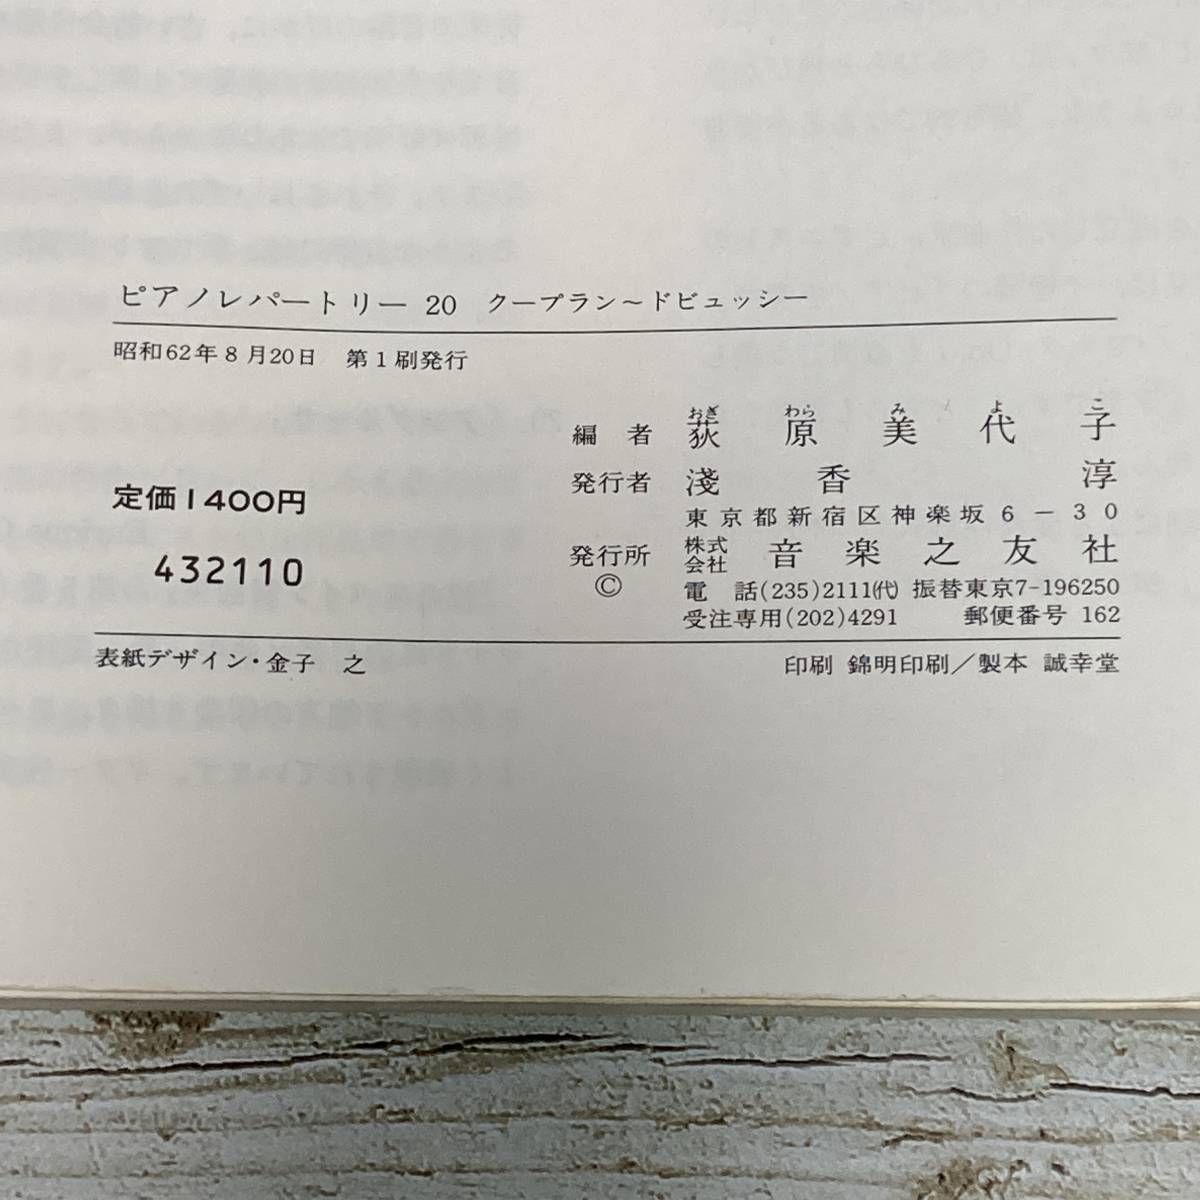 ピアノレパートリー 20 クープラン～ドビュッシー
昭和62年8月20日 第1刷発行
おぎ わら み よ こ
編者 荻原美代子
発行者 淺香淳
東京都新宿区神楽坂6－30
定価1400円
発行所 株式会社 音楽之友社
432110
©
電話(235)2111(代) 振替東京7-196250
受注専用(202)4291 郵便番号 162
表紙デザイン・金子 之
印刷 錦明印刷／製本 誠幸堂